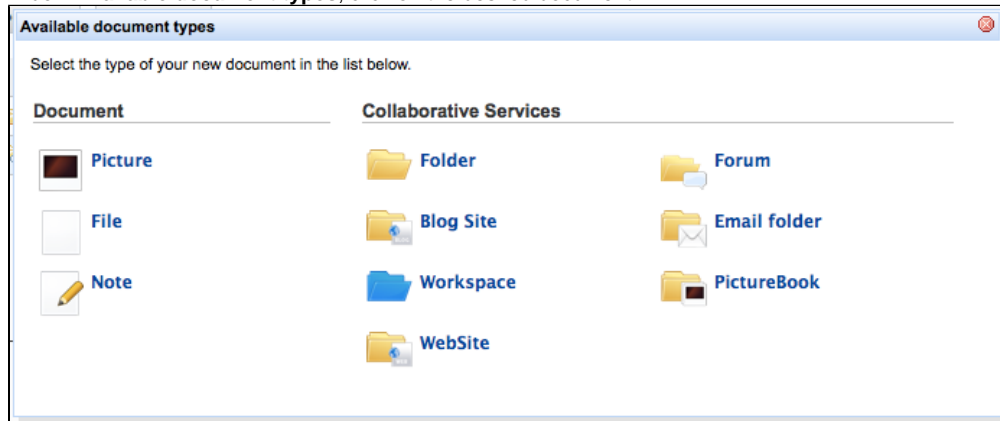 Available document types
Select the type of your new document in the list below.
Document
Collaborative Services
Picture
Folder
Forum
File
Blog Site
Email folder
Note
Workspace
PictureBook
WebSite